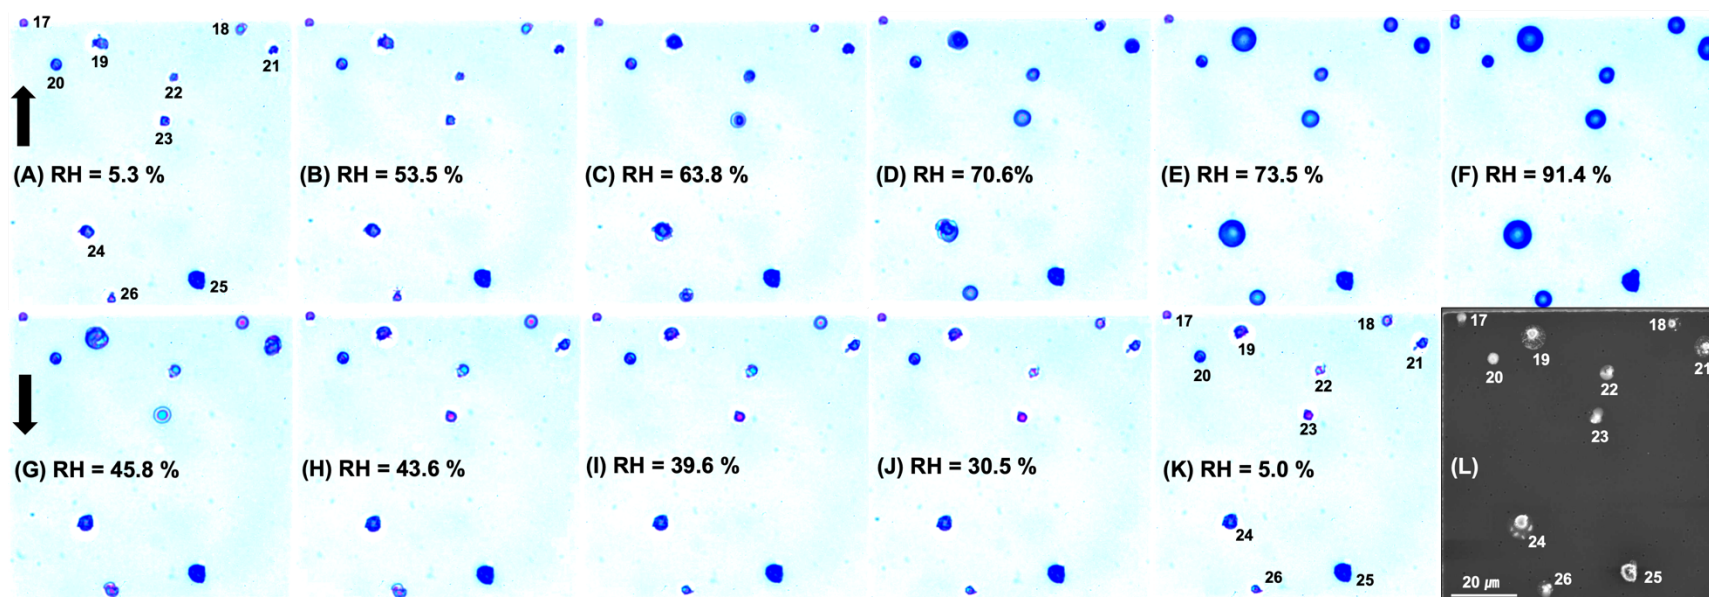 17
18
19
20
21
22
23
(A) RH = 5.3 %
(B) RH = 53.5 %
(C) RH = 63.8 %
(D) RH = 70.6%
(E) RH = 73.5 %
(F) RH = 91.4 %
24
25
26
(G) RH = 45.8 %
(H) RH = 43.6 %
(I) RH = 39.6 %
(J) RH = 30.5 %
17
18
19
20
21
22
23
(K) RH = 5.0 %
24
25
26
17
18
19
20
21
22
23
(L)
24
25
26
20 µm